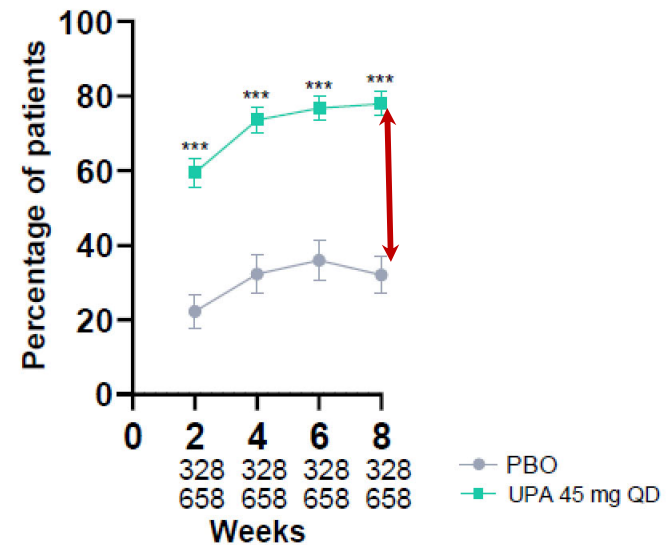 Percentage of patients
100
80
60
40
20
0
***
***
***
***
0 2 4 6 8
328 328 328 328
658 658 658 658
Weeks
PBO
UPA 45 mg QD